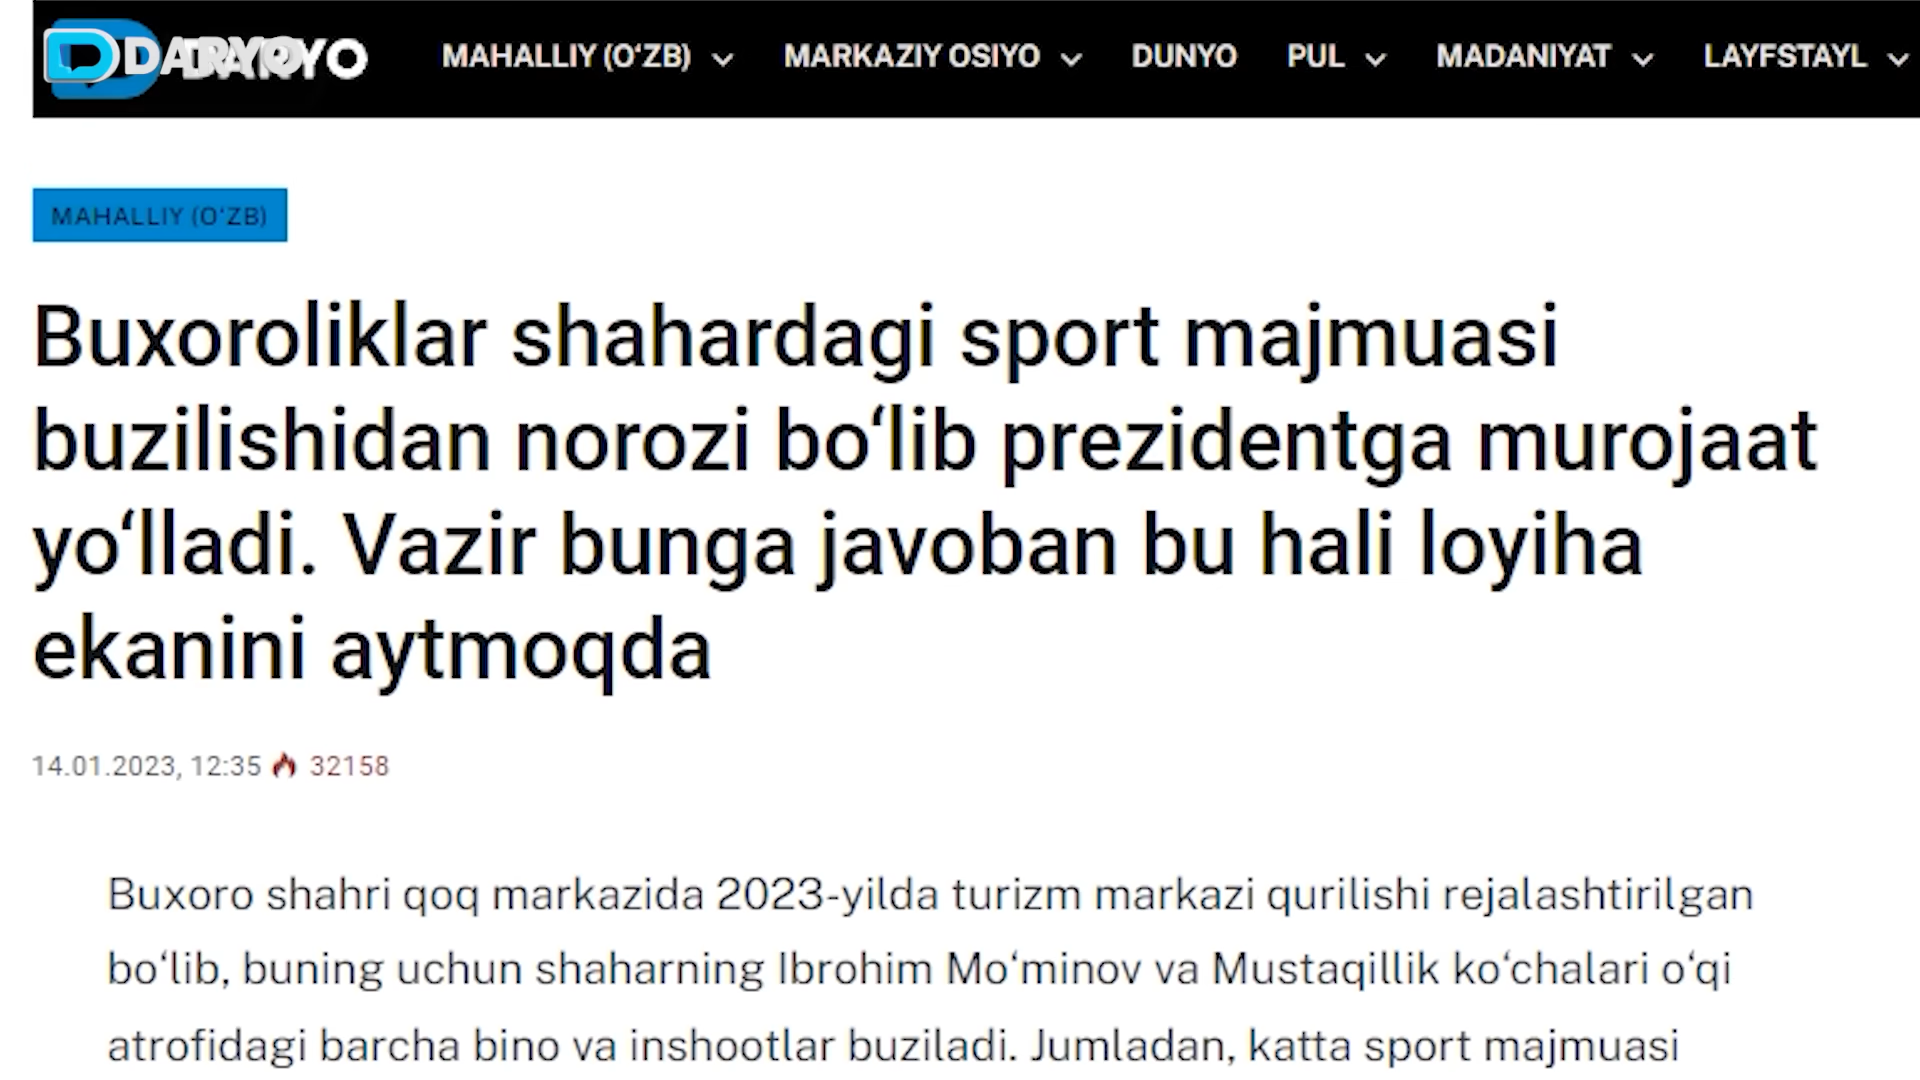 DARYO
DARYO
MAHALLIY (O‘ZB) MARKAZIY OSIYO DUNYO PUL MADANIYAT LAYFSTAYL
MAHALLIY (O‘ZB)
Buxoroliklar shahardagi sport majmuasi
buzilishidan norozi bo‘lib prezidentga murojaat
yo‘lladi. Vazir bunga javoban bu hali loyiha
ekanini aytmoqda
14.01.2023, 12:35 32158
Buxoro shahri qoq markazida 2023-yilda turizm markazi qurilishi rejalashtirilgan
bo‘lib, buning uchun shaharning Ibrohim Mo‘minov va Mustaqillik ko‘chalari o‘qi
atrofidagi barcha bino va inshootlar buziladi. Jumladan, katta sport majmuasi